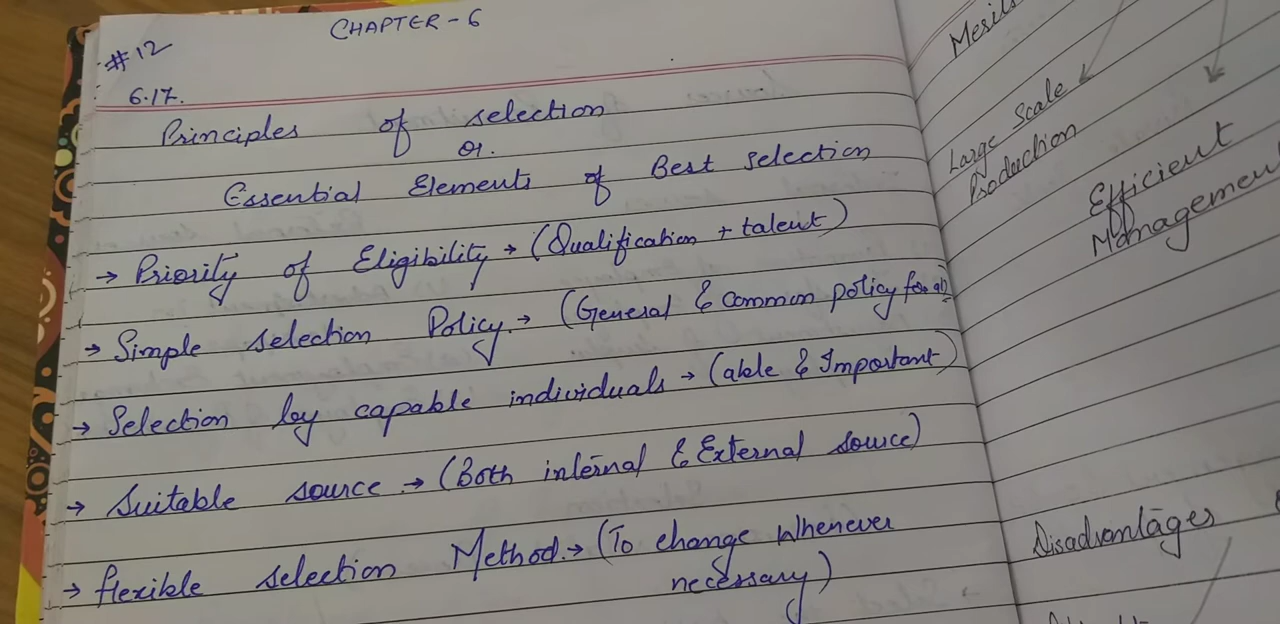 CHAPTER - 6
#12
6.17.
Principles of selection
or.
Essential Elements of Best selection
→ Priority of Eligibility → (Qualification + talent)
→ Simple selection Policy. → (General & Common policy for all)
→ Selection by capable individuals → (able & Important)
→ Suitable source → (Both internal & External source)
→ flexible selection Method. → (To change whenever
necessary)
Large Scale
Production
Efficient
Management
Disadvantages